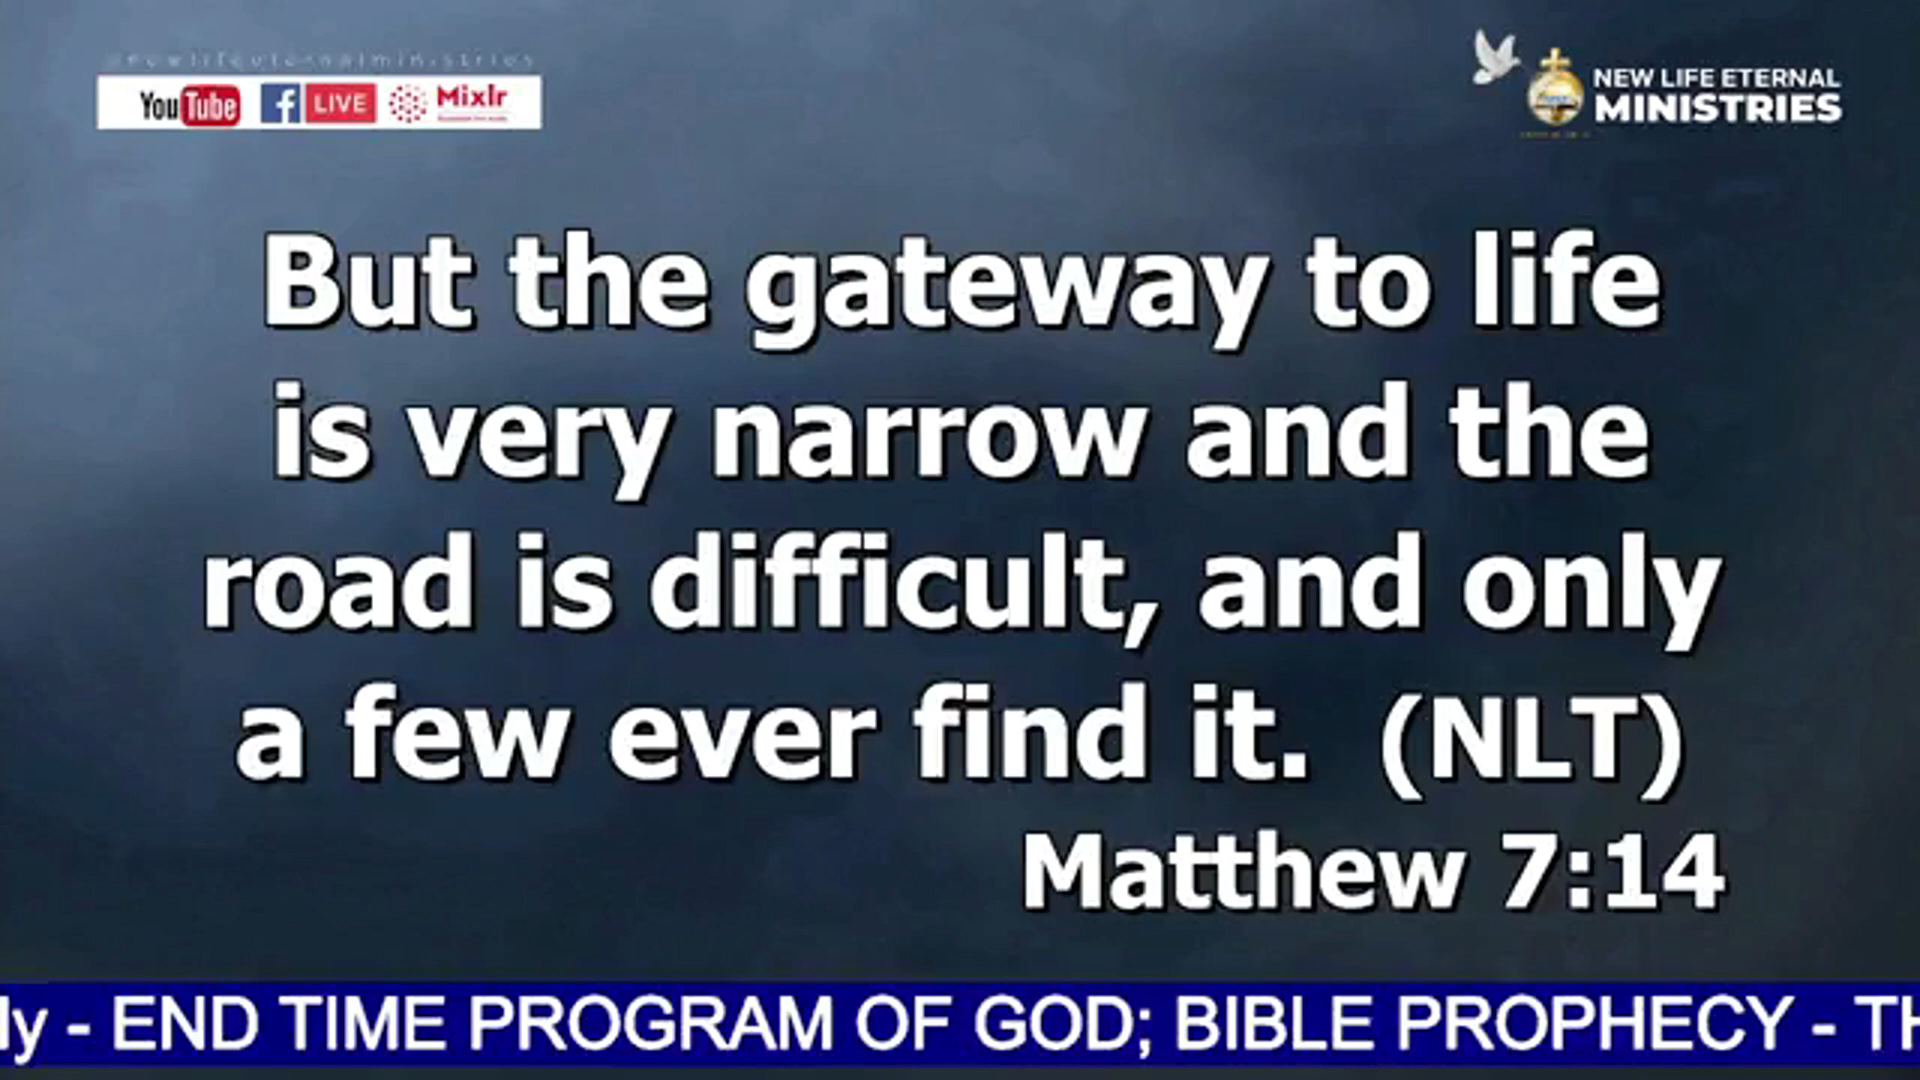 @newlifeeternalministries
YouTube f LIVE Mixlr
NEW LIFE ETERNAL
MINISTRIES
But the gateway to life
is very narrow and the
road is difficult, and only
a few ever find it. (NLT)
Matthew 7:14
ly - END TIME PROGRAM OF GOD; BIBLE PROPHECY - TH